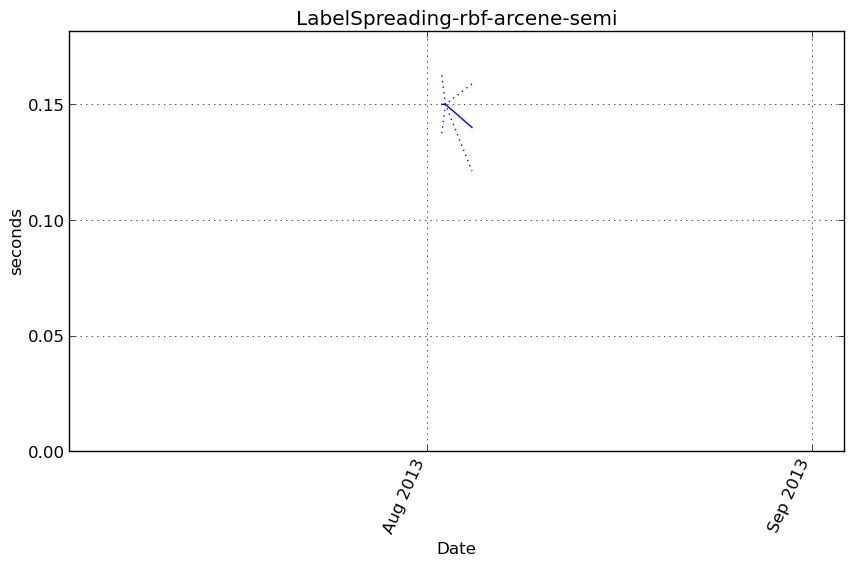 LabelSpreading-rbf-arcene-semi
seconds
0.15
0.10
0.05
0.00
Aug 2013
Sep 2013
Date